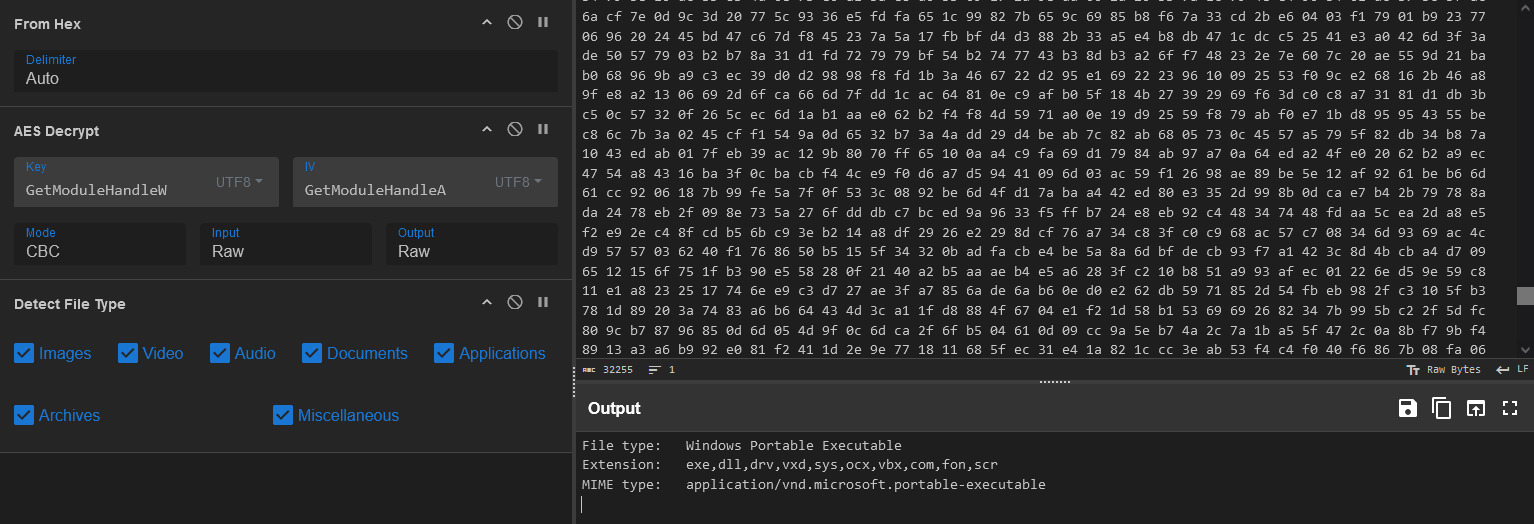 From Hex
Delimiter
Auto
AES Decrypt
Key
GetModuleHandleW
UTF8
IV
GetModuleHandleA
UTF8
Mode
CBC
Input
Raw
Output
Raw
Detect File Type
Images
Video
Audio
Documents
Applications
Archives
Miscellaneous
6a cf 7e 0d 9c 3d 20 77 5c 93 36 e5 fd fa 65 1c 99 82 7b 65 9c 69 85 b8 f6 7a 33 cd 2b e6 04 03 f1 79 01 b9 23 77
06 96 20 24 45 bd 47 c6 7d f8 45 23 7a 5a 17 fb bf d4 d3 88 2b 33 a5 e4 b8 db 47 1c dc c5 25 41 e3 a0 42 6d 3f 3a
de 50 57 79 03 b2 b7 8a 31 d1 fd 72 79 79 bf 54 b2 74 77 43 b3 8d b3 a2 6f f7 48 23 2e 7e 60 7c 20 ae 55 9d 21 ba
b0 68 96 9b a9 c3 ec 39 d0 d2 98 98 f8 fd 1b 3a 46 67 22 d2 95 e1 69 22 23 96 10 09 25 53 f0 9c e2 68 16 2b 46 a8
9f e8 a2 13 06 69 2d 6f ca 66 6d 7f dd 1c ac 64 81 0e c9 af b0 5f 18 4b 27 39 29 69 f6 3d c0 c8 a7 31 81 d1 db 3b
c5 0c 57 32 0f 26 5c ec 6d 1a b1 aa e0 62 b2 f4 f8 4d 59 71 a0 0e 19 d9 25 59 f8 79 ab f0 e7 1b d8 95 95 43 55 be
c8 6c 7b 3a 02 45 cf f1 54 9a 0d 65 32 b7 3a 4a dd 29 d4 be ab 7c 82 ab 68 05 73 0c 45 57 a5 79 5f 82 db 34 b8 7a
10 43 ed ab 01 7f eb 39 ac 12 9b 80 70 ff 65 10 0a a4 c9 fa 69 d1 79 84 ab 97 a7 0a 64 ed a2 4f e0 20 62 b2 a9 ec
47 54 a8 43 16 ba 3f 0c ba cb f4 4c e9 f0 d6 a7 d5 94 41 09 6d 03 ac 59 f1 26 98 ae 89 be 5e 12 af 92 61 be b6 6d
61 cc 92 06 18 7b 99 fe 5a 7f 0f 53 3c 08 92 be 6d 4f d1 7a ba a4 42 ed 80 e3 35 2d 99 8b 0d ca e7 b4 2b 79 78 8a
da 24 78 eb 2f 09 8e 73 5a 27 6f dd db c7 bc ed 9a 96 33 f5 ff b7 24 e8 eb 92 c4 48 34 74 48 fd aa 5c ea 2d a8 e5
f2 e9 2e c4 8f cd b5 6b c9 3e b2 14 a8 df 29 26 e2 29 8d cf 76 a7 34 c8 3f c0 c9 68 ac 57 c7 08 34 6d 93 69 ac 4c
d9 57 57 03 62 40 f1 76 86 50 b5 15 5f 34 32 0b ad fa cb e4 be 5a 8a 6d bf de cb 93 f7 a1 42 3c 8d 4b cb a4 d7 09
65 12 15 6f 75 1f b3 90 e5 58 28 0f 21 40 a2 b5 aa ae b4 e5 a6 28 3f c2 10 b8 51 a9 93 af ec 01 22 6e d5 9e 59 c8
11 e1 a8 23 25 17 74 6e e9 c3 d7 27 ae 3f a7 85 6a de 6a b6 0e d0 e2 62 db 59 71 85 2d 54 fb eb 98 2f c3 10 5f b3
78 1d 89 20 3a 74 83 a6 b6 64 43 4d 3c a1 1f d8 88 4f 67 04 e1 f2 1d 58 b1 53 69 69 26 82 34 7b 99 5b c2 2f 5d fc
80 9c b7 87 96 85 0d 6d 05 4d 9f 0c 6d ca 2f 6f b5 04 61 0d 09 cc 9a 5e b7 4a 2c 7a 1b a5 5f 47 2c 0a 8b f7 9b f4
89 13 a3 a6 b9 92 e0 81 f2 41 1d 2e 9e 77 18 11 68 5f ec 31 e4 1a 82 1c cc 3e ab 53 f4 c4 f0 40 f6 86 7b 08 fa 06
ABC 32255 1 Raw Bytes LF
Output
File type: Windows Portable Executable
Extension: exe,dll,drv,vxd,sys,ocx,vbx,com,fon,scr
MIME type: application/vnd.microsoft.portable-executable